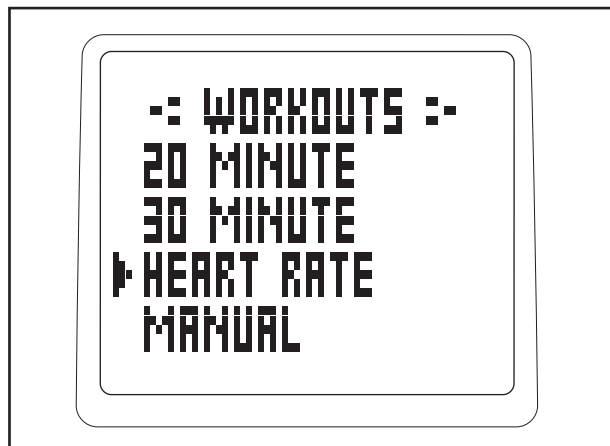 -: WORKOUTS :-
20 MINUTE
30 MINUTE
HEART RATE
MANUAL